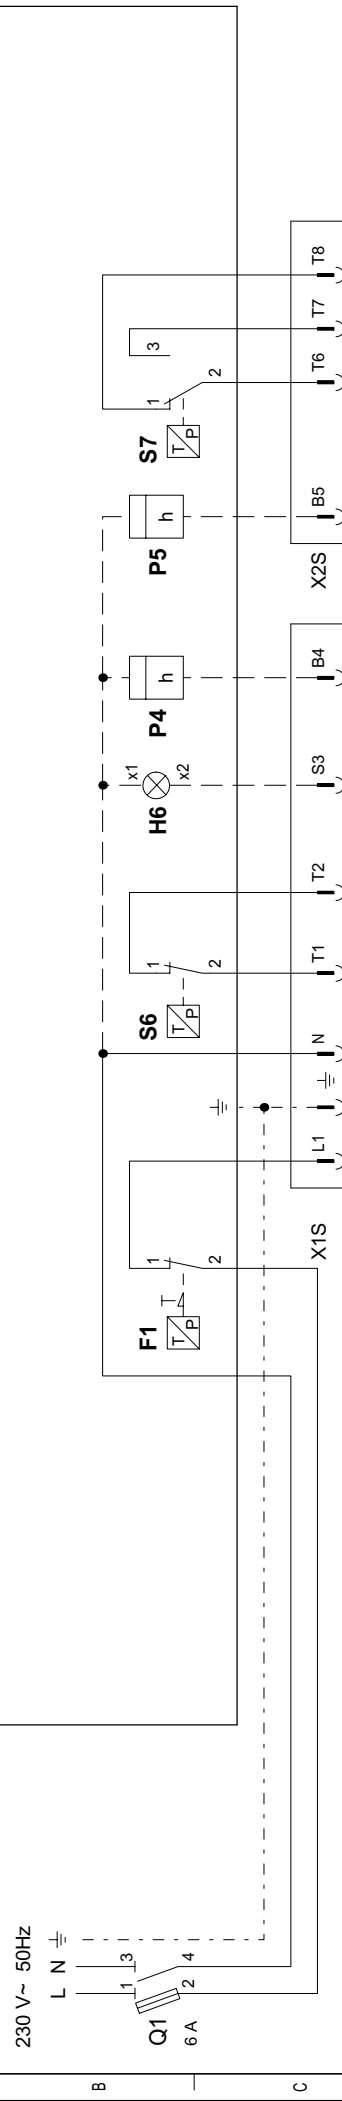 230 V~ 50Hz
L N
1 3
Q1
2 4
6 A
F1
T P
1
2
S6
T P
1
2
H6
x1
x2
P4
h
P5
h
S7
T P
1
3
2
X1S
L1
N
T1
T2
S3
B4
X2S
B5
T6
T7
T8
B
C